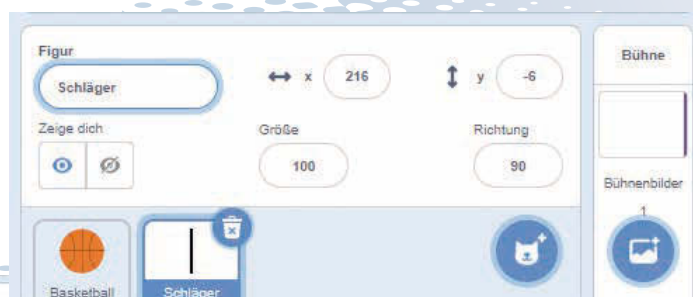 Figur
Schläger
x 216
y -6
Zeige dich
Größe
100
Richtung
90
Basketball
Schläger
Bühne
Bühnenbilder
1